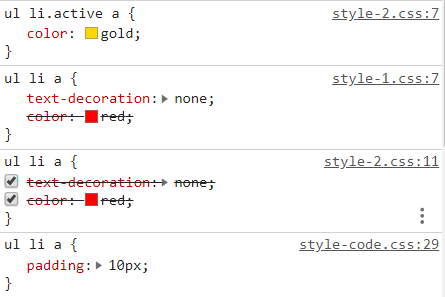 ul li.active a { style-2.css:7
color: gold;
}
ul li a { style-1.css:7
text-decoration: none;
color: red;
}
ul li a { style-2.css:11
text-decoration: none;
color: red;
}
ul li a { style-code.css:29
padding: 10px;
}